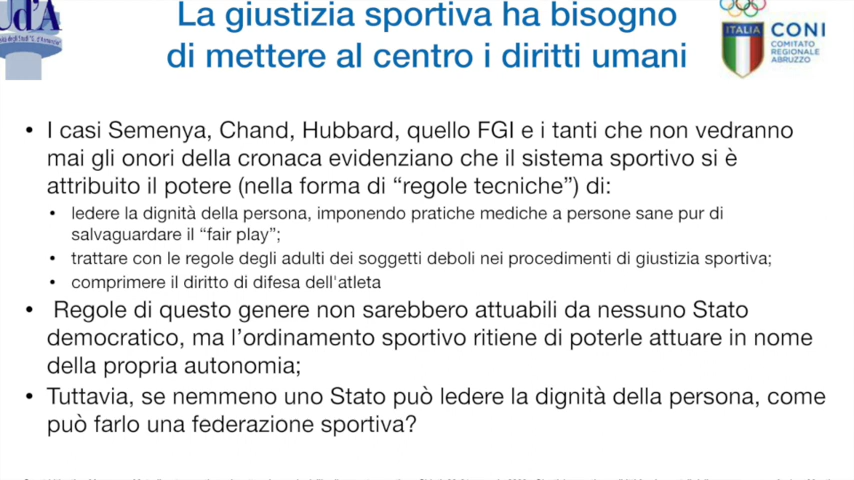 La giustizia sportiva ha bisogno
di mettere al centro i diritti umani
Ud'A
ITALIA
CONI
COMITATO
REGIONALE
ABRUZZO
• I casi Semenya, Chand, Hubbard, quello FGI e i tanti che non vedranno
mai gli onori della cronaca evidenziano che il sistema sportivo si è
attribuito il potere (nella forma di “regole tecniche”) di:
• ledere la dignità della persona, imponendo pratiche mediche a persone sane pur di
salvaguardare il “fair play”;
• trattare con le regole degli adulti dei soggetti deboli nei procedimenti di giustizia sportiva;
• comprimere il diritto di difesa dell'atleta
• Regole di questo genere non sarebbero attuabili da nessuno Stato
democratico, ma l’ordinamento sportivo ritiene di poterle attuare in nome
della propria autonomia;
• Tuttavia, se nemmeno uno Stato può ledere la dignità della persona, come
può farlo una federazione sportiva?